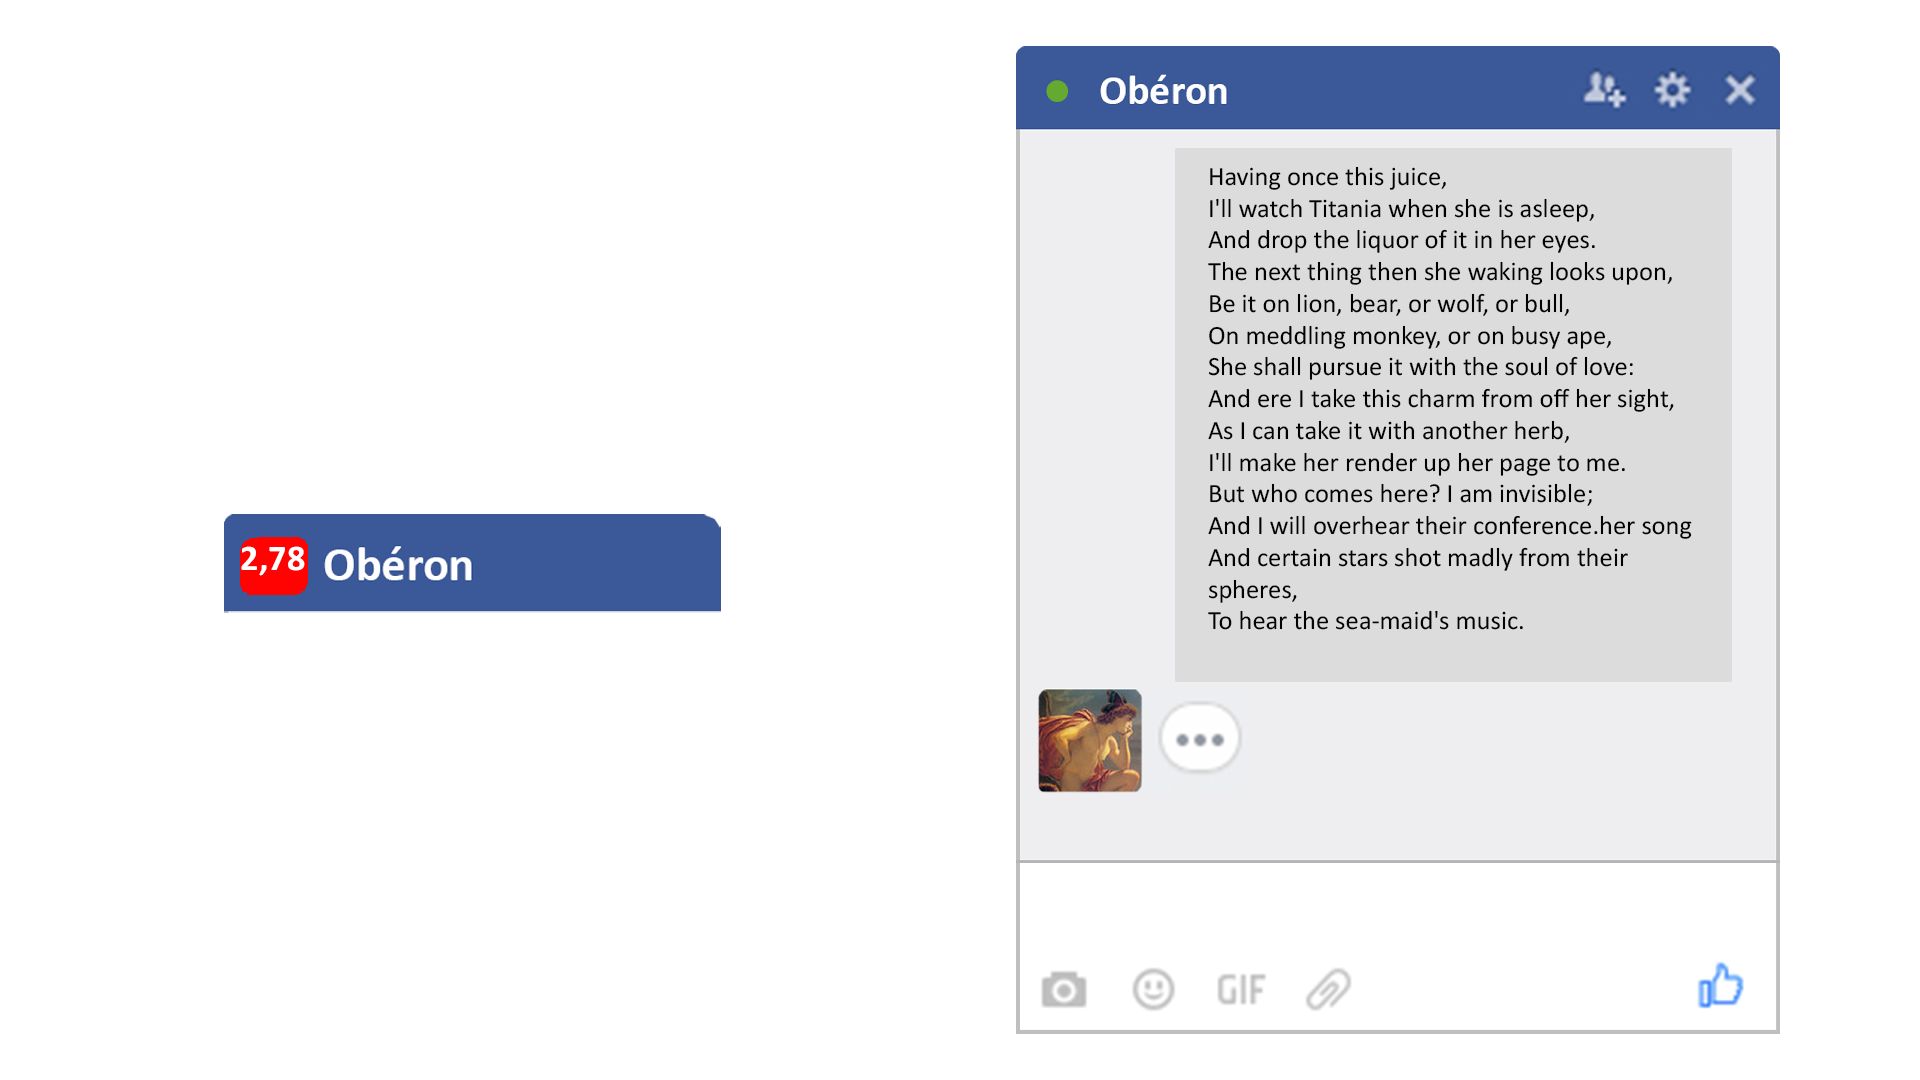 2,78 Obéron
Obéron
Having once this juice,
I'll watch Titania when she is asleep,
And drop the liquor of it in her eyes.
The next thing then she waking looks upon,
Be it on lion, bear, or wolf, or bull,
On meddling monkey, or on busy ape,
She shall pursue it with the soul of love:
And ere I take this charm from off her sight,
As I can take it with another herb,
I'll make her render up her page to me.
But who comes here? I am invisible;
And I will overhear their conference.her song
And certain stars shot madly from their
spheres,
To hear the sea-maid's music.
GIF